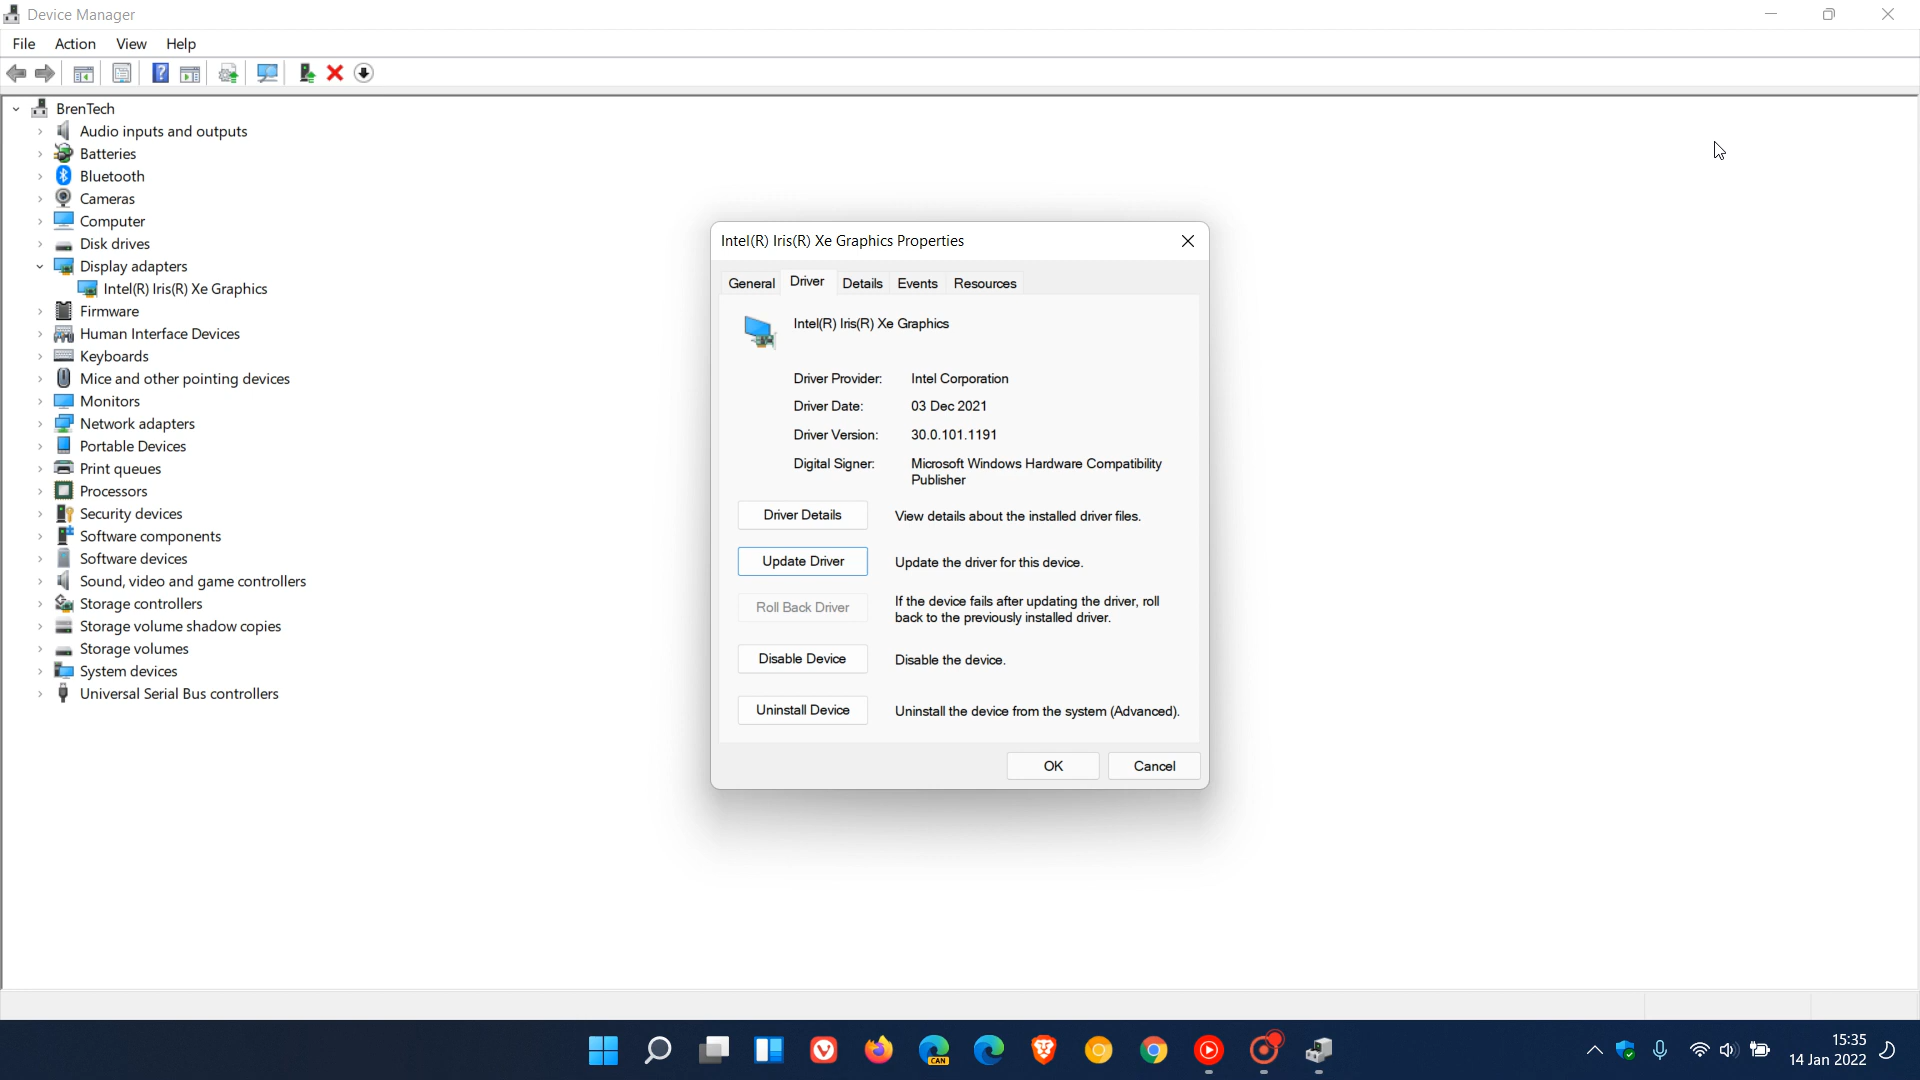 Device Manager
File Action View Help
BrenTech
Audio inputs and outputs
Batteries
Bluetooth
Cameras
Computer
Disk drives
Display adapters
Intel(R) Iris(R) Xe Graphics
Firmware
Human Interface Devices
Keyboards
Mice and other pointing devices
Monitors
Network adapters
Portable Devices
Print queues
Processors
Security devices
Software components
Software devices
Sound, video and game controllers
Storage controllers
Storage volume shadow copies
Storage volumes
System devices
Universal Serial Bus controllers
Intel(R) Iris(R) Xe Graphics Properties
General Driver Details Events Resources
Intel(R) Iris(R) Xe Graphics
Driver Provider: Intel Corporation
Driver Date: 03 Dec 2021
Driver Version: 30.0.101.1191
Digital Signer: Microsoft Windows Hardware Compatibility
Publisher
Driver Details View details about the installed driver files.
Update Driver Update the driver for this device.
Roll Back Driver If the device fails after updating the driver, roll
back to the previously installed driver.
Disable Device Disable the device.
Uninstall Device Uninstall the device from the system (Advanced).
OK Cancel
CAN
15:35
14 Jan 2022